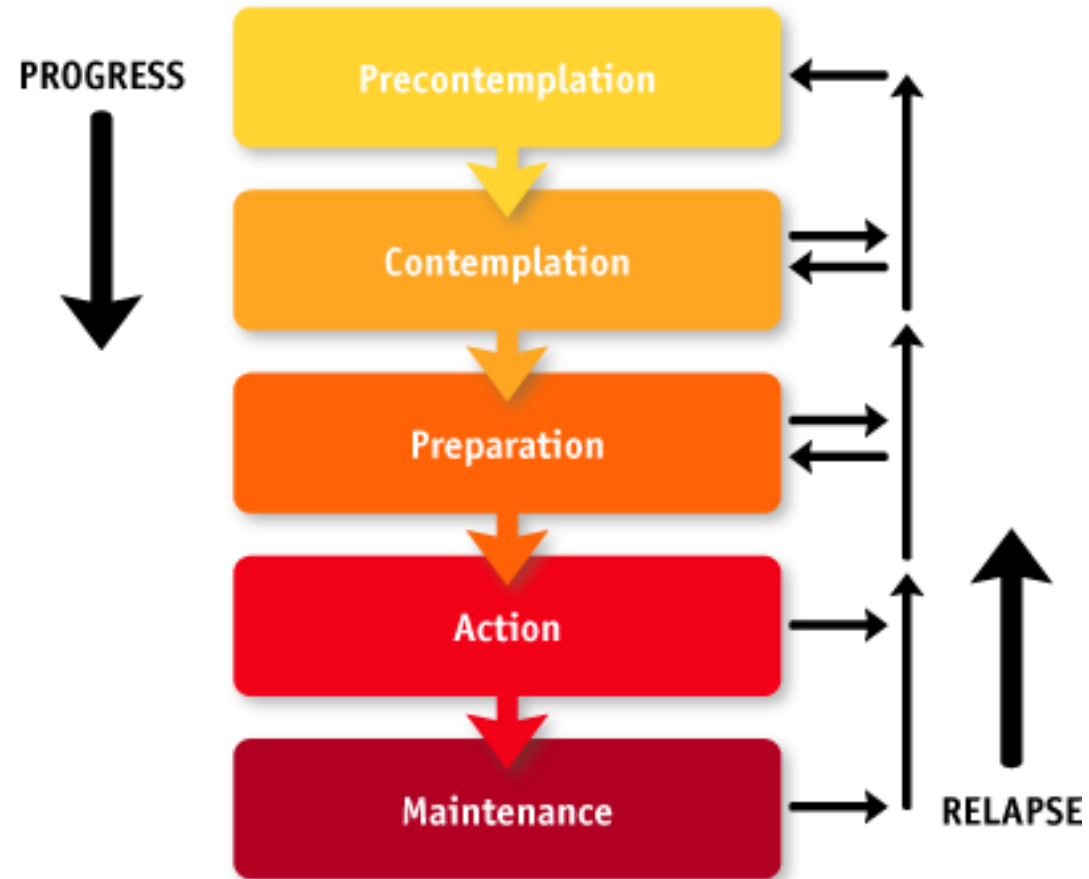 PROGRESS
Precontemplation
Contemplation
Preparation
Action
Maintenance
RELAPSE